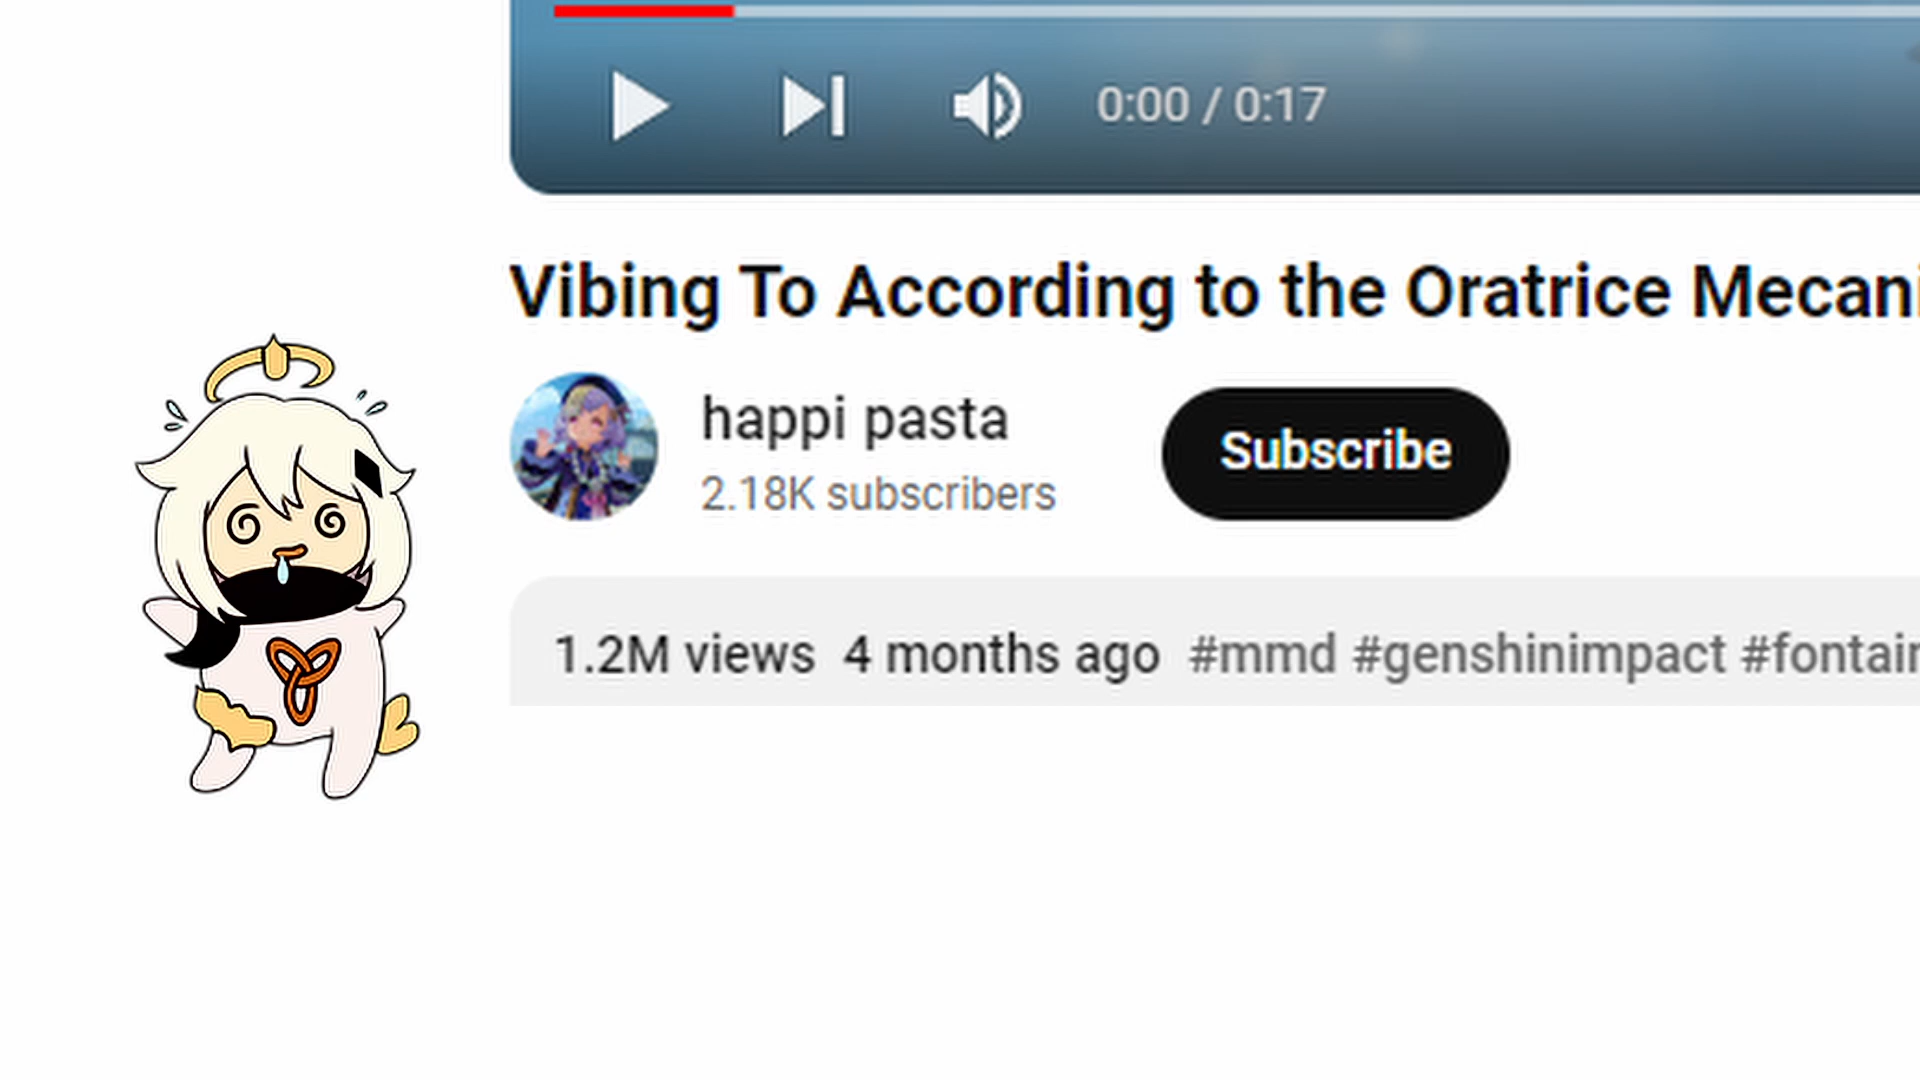 0:00 / 0:17
Vibing To According to the Oratrice Mecani
happi pasta
Subscribe
2.18K subscribers
1.2M views 4 months ago #mmd #genshinimpact #fontain